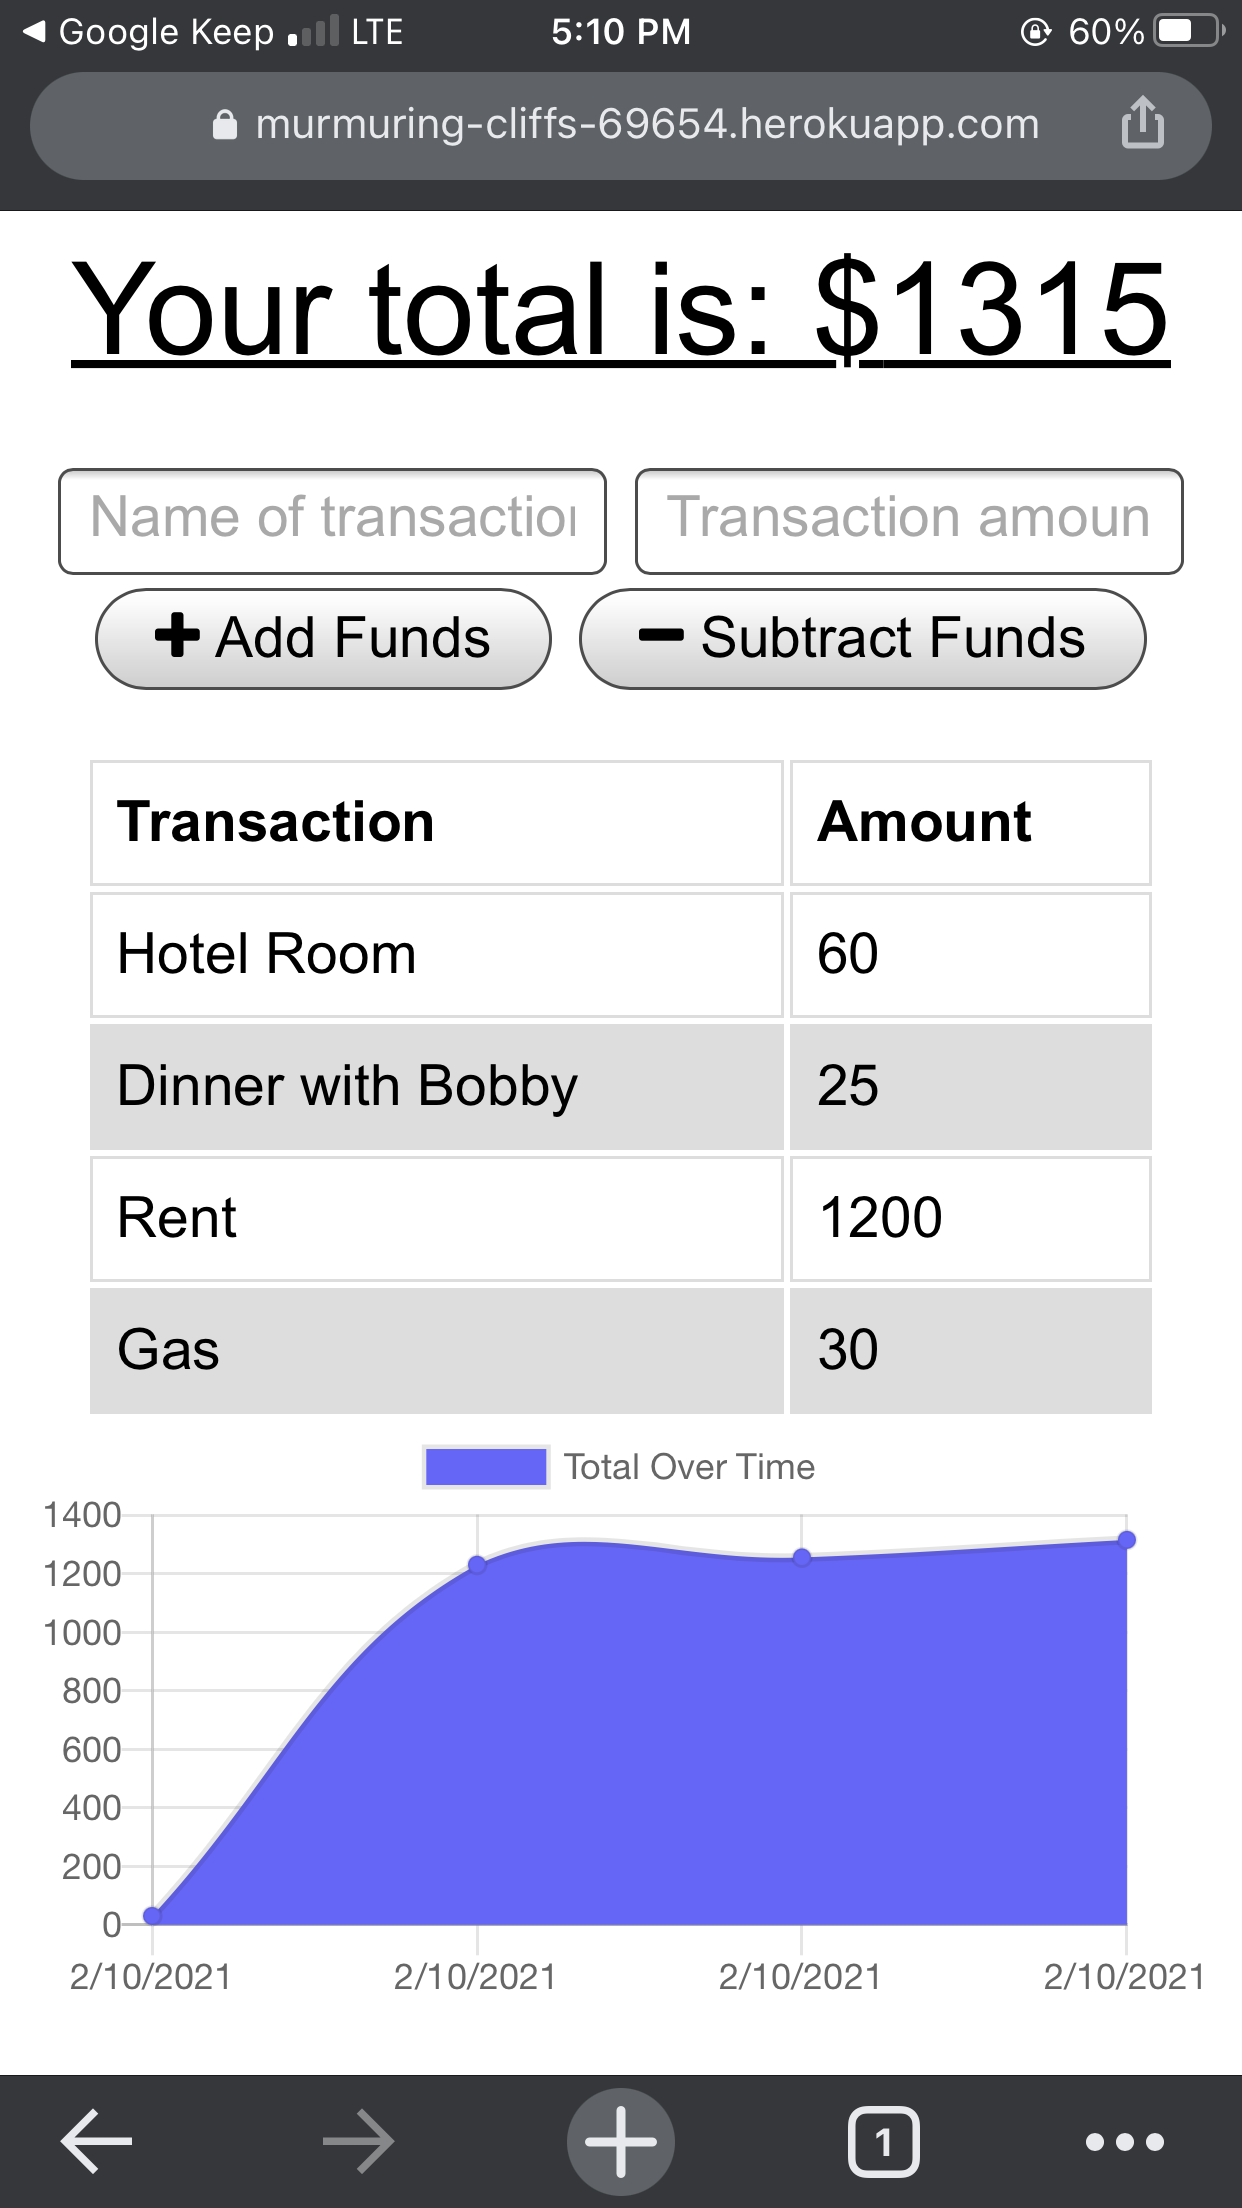 Google Keep LTE 5:10 PM 60%
murmuring-cliffs-69654.herokuapp.com
Your total is: $1315
Name of transaction Transaction amoun
Add Funds Subtract Funds
Transaction Amount
Hotel Room 60
Dinner with Bobby 25
Rent 1200
Gas 30
Total Over Time
1400
1200
1000
800
600
400
200
0
2/10/2021 2/10/2021 2/10/2021 2/10/2021
1